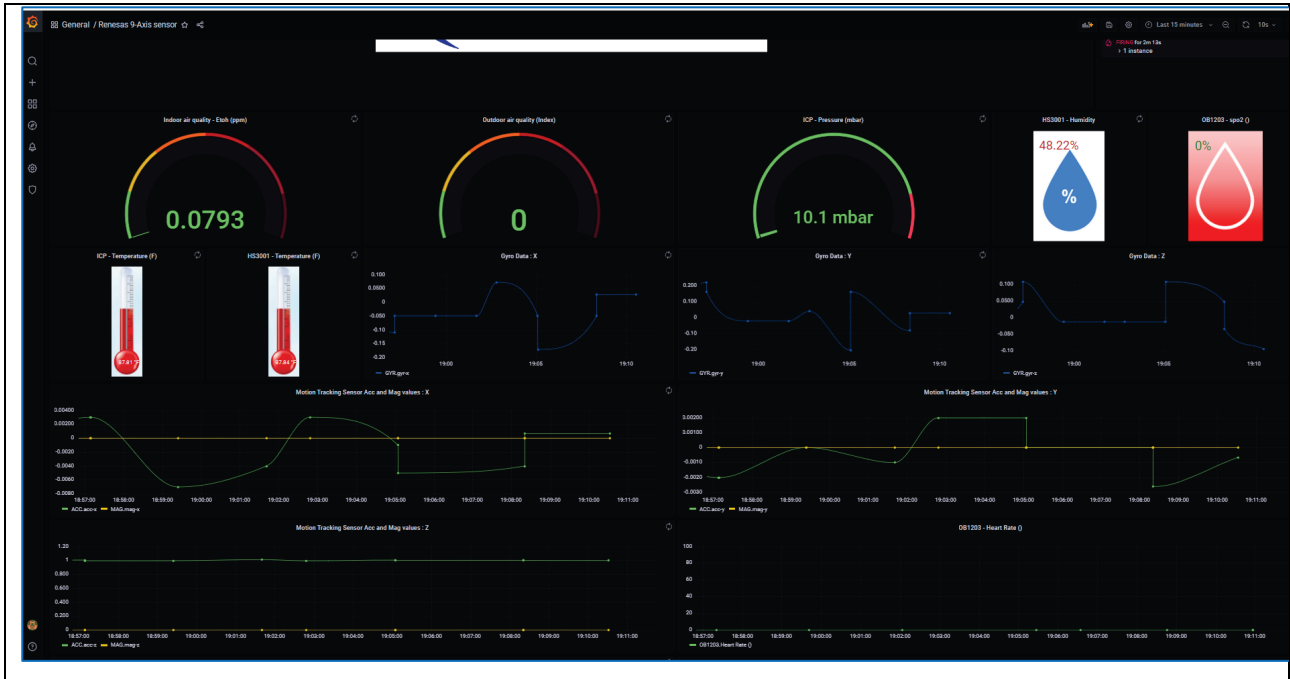 General / Renesas 9-Axis sensor
Last 15 minutes
10s
FIRING for 2m 13s
› 1 instance
Indoor air quality - Etoh (ppm)
Outdoor air quality (Index)
ICP - Pressure (mbar)
HS3001 - Humidity
OB1203 - spo2 ()
0.0793
0
10.1 mbar
48.22%
%
0%
ICP - Temperature (F)
HS3001 - Temperature (F)
Gyro Data : X
Gyro Data : Y
Gyro Data : Z
0.100
0.0500
0
-0.050
-0.10
-0.15
-0.20
19:00 19:05 19:10
GYR.gyr-x
0.200
0.100
0
-0.10
-0.20
19:00 19:05 19:10
GYR.gyr-y
0.100
0.0500
0
-0.050
-0.10
19:00 19:05 19:10
GYR.gyr-z
Motion Tracking Sensor Acc and Mag values : X
0.00400
0.00200
0
-0.0020
-0.0040
-0.0060
-0.0080
18:57:00 18:58:00 18:59:00 19:00:00 19:01:00 19:02:00 19:03:00 19:04:00 19:05:00 19:06:00 19:07:00 19:08:00 19:09:00 19:10:00 19:11:00
ACC.acc-x MAG.mag-x
Motion Tracking Sensor Acc and Mag values : Y
0.00200
0.00100
0
-0.0010
-0.0020
-0.0030
18:57:00 18:58:00 18:59:00 19:00:00 19:01:00 19:02:00 19:03:00 19:04:00 19:05:00 19:06:00 19:07:00 19:08:00 19:09:00 19:10:00 19:11:00
ACC.acc-y MAG.mag-y
Motion Tracking Sensor Acc and Mag values : Z
1.20
1
0.800
0.600
0.400
0.200
0
18:57:00 18:58:00 18:59:00 19:00:00 19:01:00 19:02:00 19:03:00 19:04:00 19:05:00 19:06:00 19:07:00 19:08:00 19:09:00 19:10:00 19:11:00
ACC.acc-z MAG.mag-z
OB1203 - Heart Rate ()
100
80
60
40
20
0
18:57:00 18:58:00 19:00:00 19:01:00 19:02:00 19:03:00 19:04:00 19:05:00 19:06:00 19:07:00 19:08:00 19:09:00 19:10:00 19:11:00
OB1203.Heart Rate ()